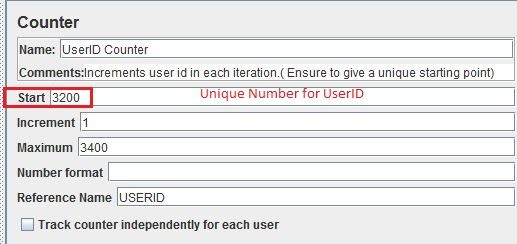 Counter
Name: UserID Counter
Comments:Increments user id in each iteration.( Ensure to give a unique starting point)
Start 3200 Unique Number for UserID
Increment 1
Maximum 3400
Number format
Reference Name USERID
Track counter independently for each user